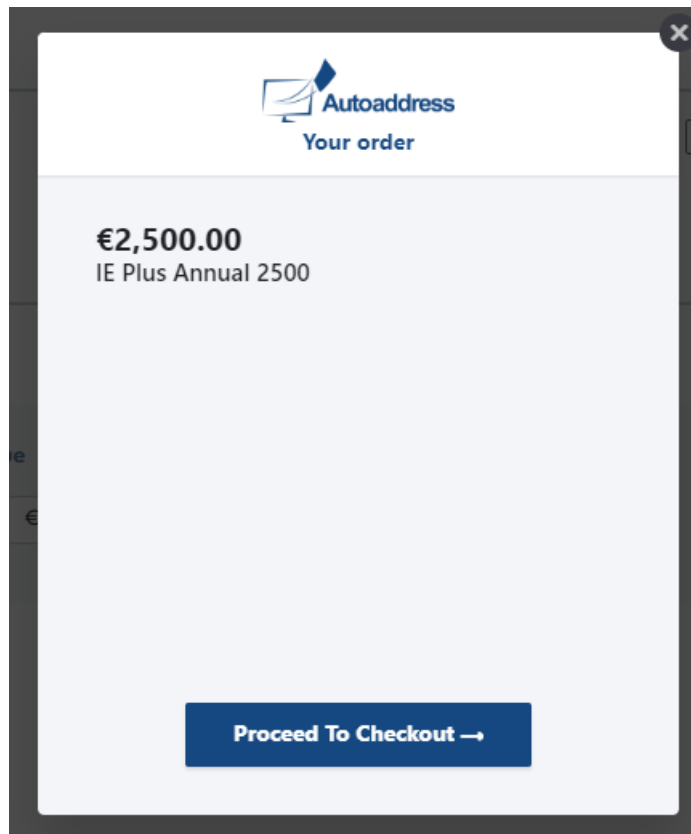 Autoaddress
Your order
€2,500.00
IE Plus Annual 2500
€
Proceed To Checkout →